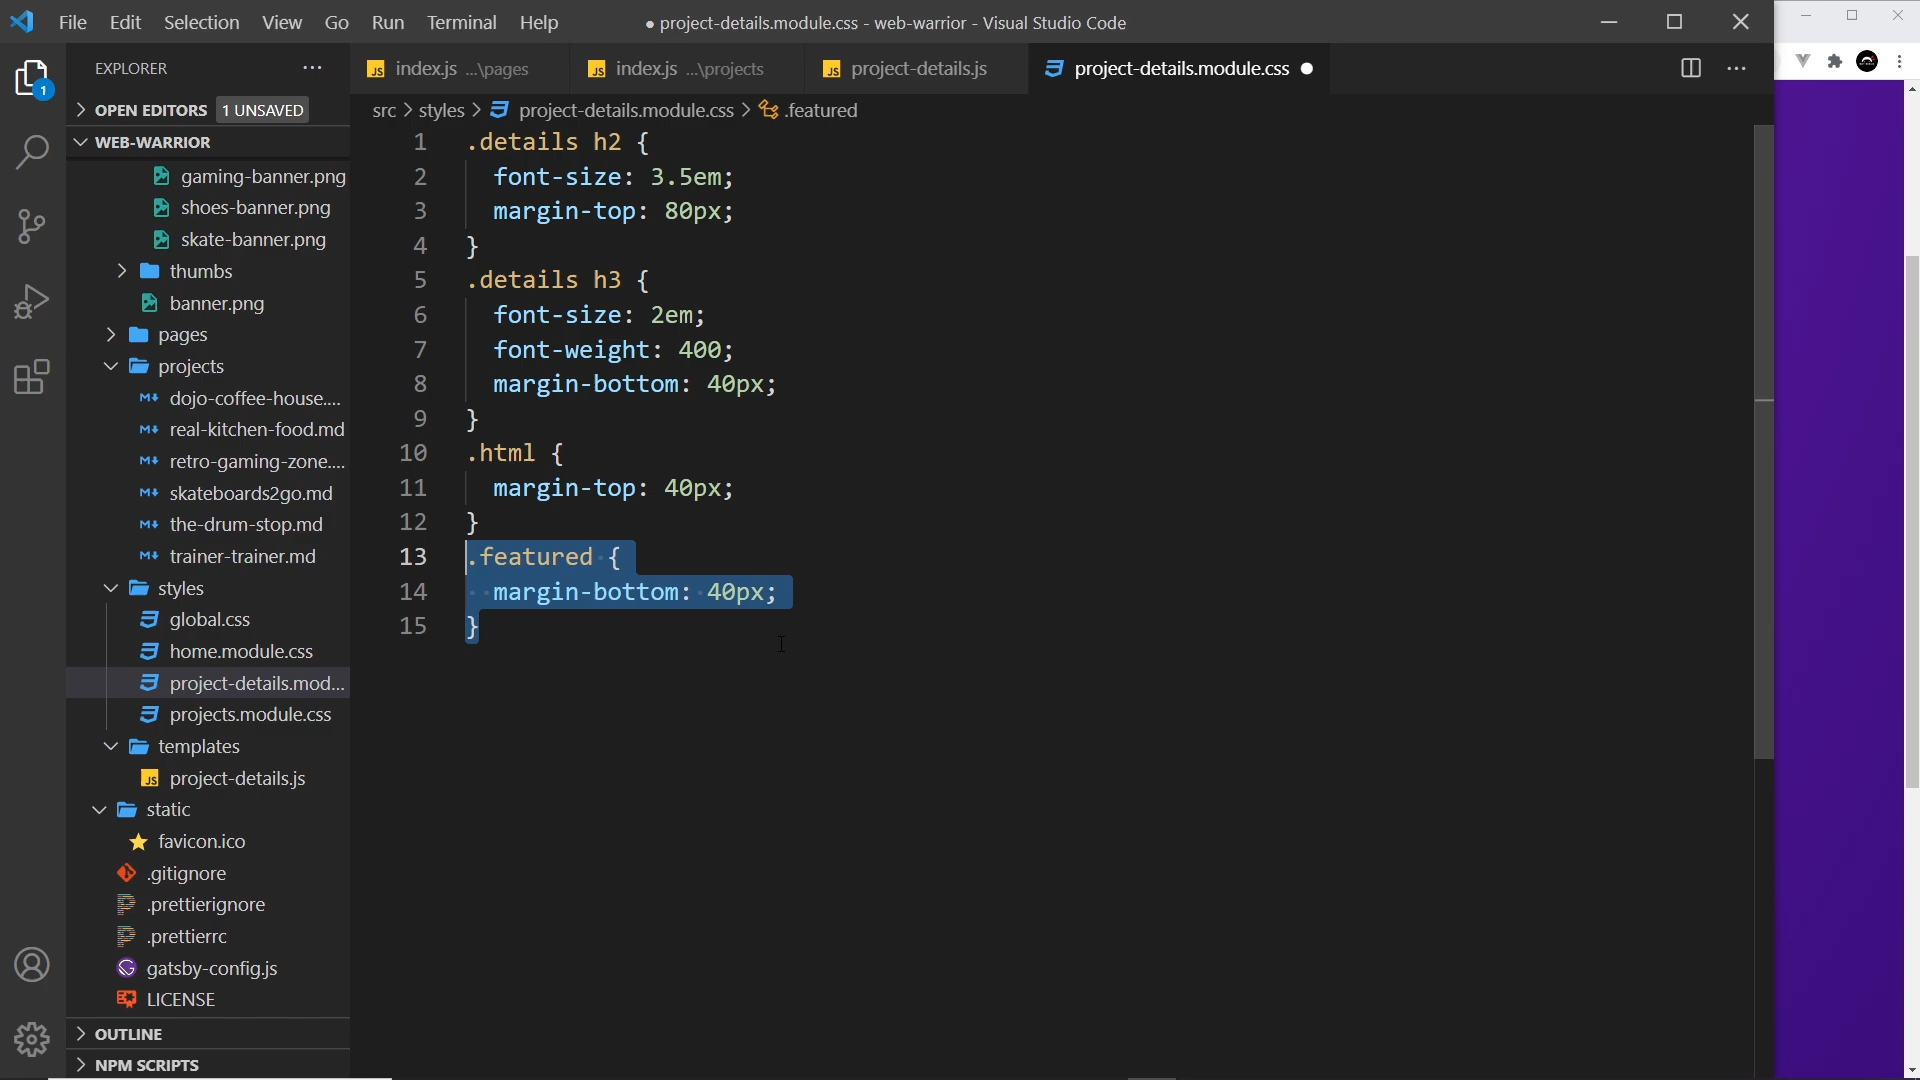 File Edit Selection View Go Run Terminal Help
● project-details.module.css - web-warrior - Visual Studio Code
EXPLORER
OPEN EDITORS 1 UNSAVED
WEB-WARRIOR
gaming-banner.png
shoes-banner.png
skate-banner.png
thumbs
banner.png
pages
projects
dojo-coffee-house....
real-kitchen-food.md
retro-gaming-zone....
skateboards2go.md
the-drum-stop.md
trainer-trainer.md
styles
global.css
home.module.css
project-details.mod...
projects.module.css
templates
JS project-details.js
static
favicon.ico
.gitignore
.prettierignore
.prettierrc
gatsby-config.js
LICENSE
OUTLINE
NPM SCRIPTS
1
JS index.js ...\pages
JS index.js ...\projects
JS project-details.js
project-details.module.css ●
src > styles > project-details.module.css > .featured
1 .details h2 {
2 font-size: 3.5em;
3 margin-top: 80px;
4 }
5 .details h3 {
6 font-size: 2em;
7 font-weight: 400;
8 margin-bottom: 40px;
9 }
10 .html {
11 margin-top: 40px;
12 }
13 .featured {
14 margin-bottom: 40px;
15 }